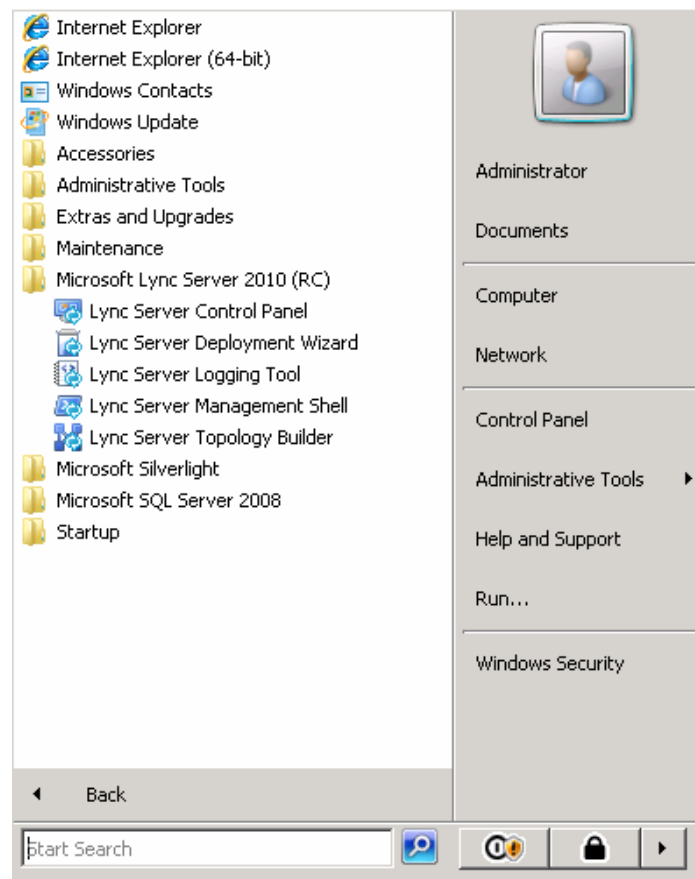 Internet Explorer
Internet Explorer (64-bit)
Windows Contacts
Windows Update
Accessories
Administrative Tools
Extras and Upgrades
Maintenance
Microsoft Lync Server 2010 (RC)
Lync Server Control Panel
Lync Server Deployment Wizard
Lync Server Logging Tool
Lync Server Management Shell
Lync Server Topology Builder
Microsoft Silverlight
Microsoft SQL Server 2008
Startup
Back
Start Search
Administrator
Documents
Computer
Network
Control Panel
Administrative Tools
Help and Support
Run...
Windows Security